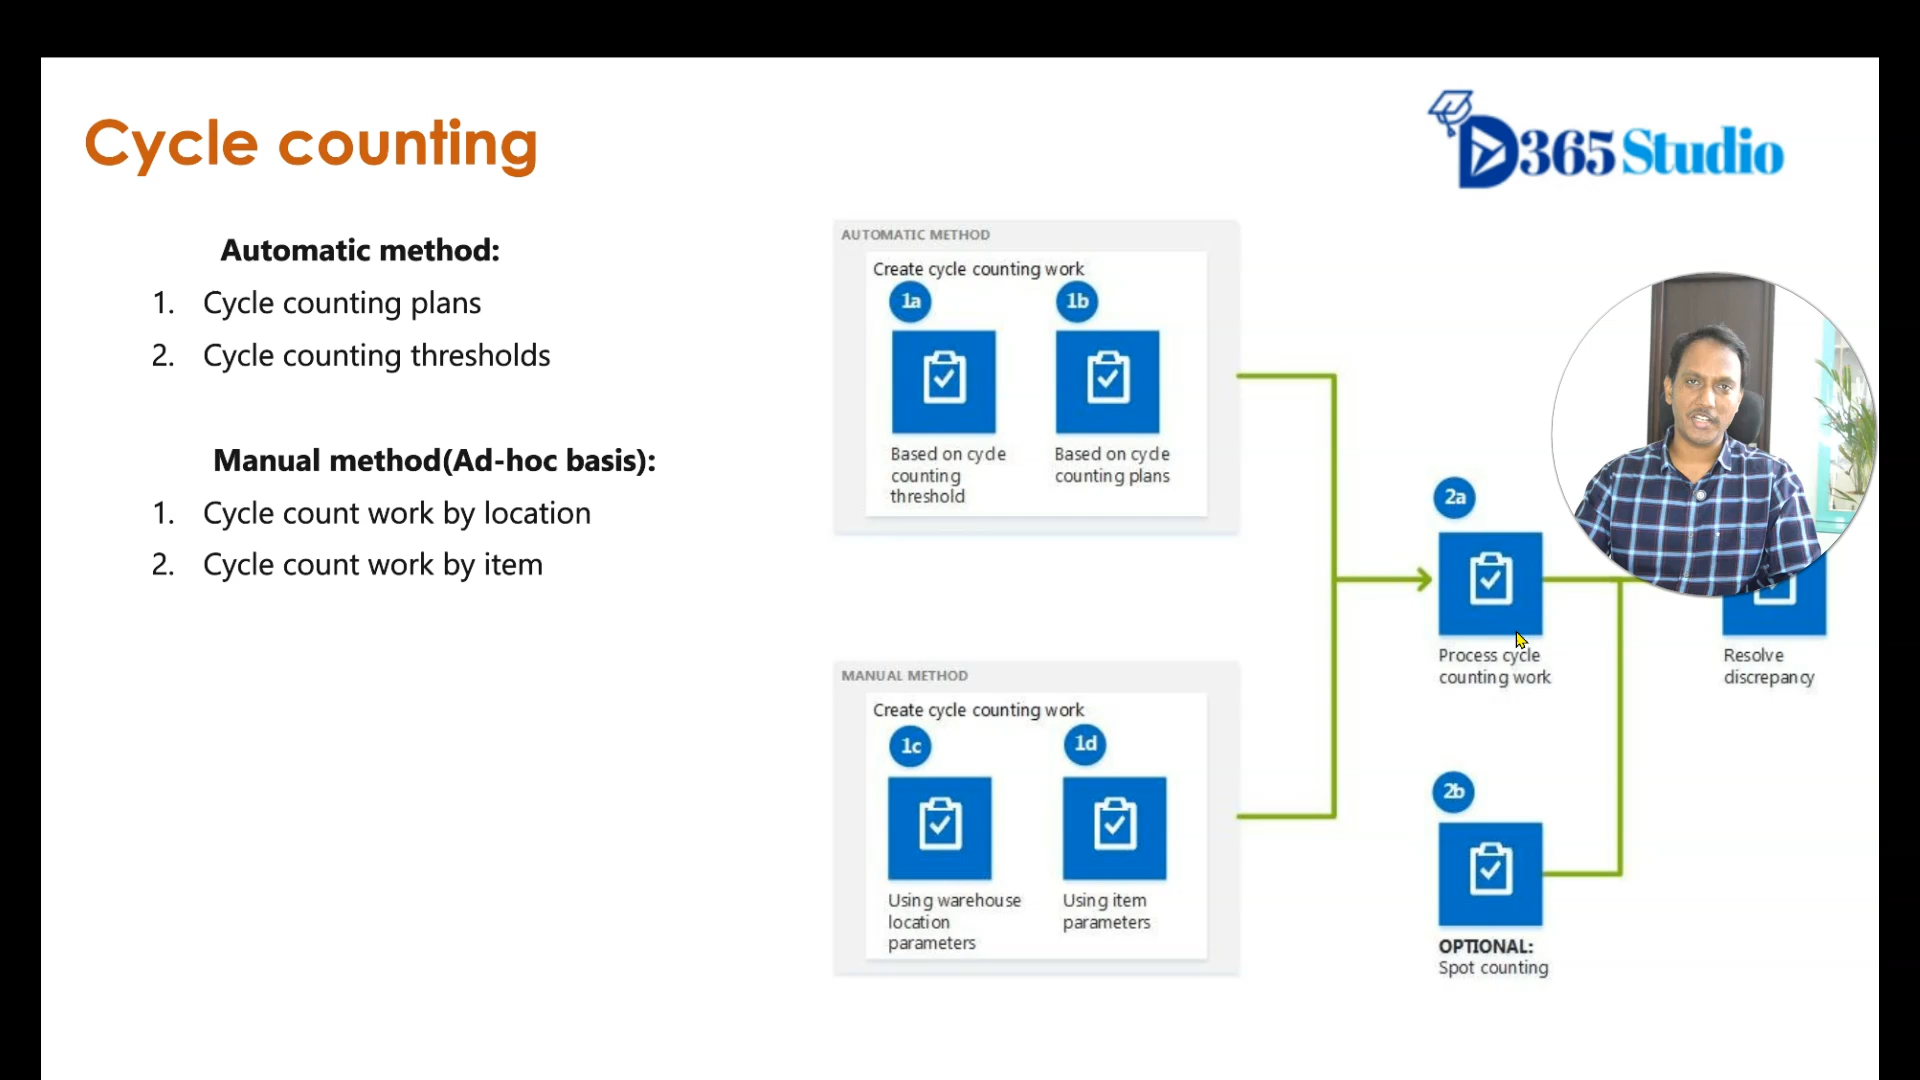 Cycle counting
D365 Studio
Automatic method:
1. Cycle counting plans
2. Cycle counting thresholds
Manual method(Ad-hoc basis):
1. Cycle count work by location
2. Cycle count work by item
AUTOMATIC METHOD
Create cycle counting work
1a
1b
Based on cycle
counting
threshold
Based on cycle
counting plans
MANUAL METHOD
Create cycle counting work
1c
1d
Using warehouse
location
parameters
Using item
parameters
2a
Process cycle
counting work
Resolve
discrepancy
2b
OPTIONAL:
Spot counting